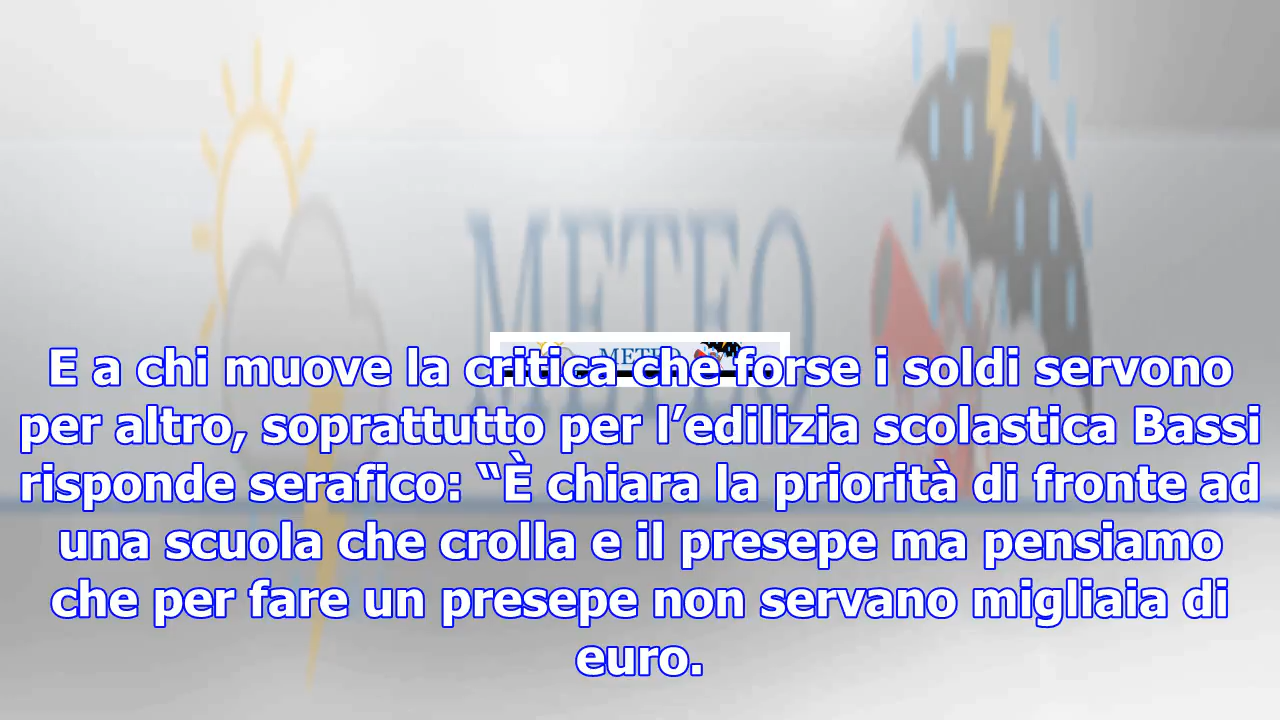 METEO
METEO
E a chi muove la critica che forse i soldi servono
per altro, soprattutto per l’edilizia scolastica Bassi
risponde serafico: “È chiara la priorità di fronte ad
una scuola che crolla e il presepe ma pensiamo
che per fare un presepe non servano migliaia di
euro.